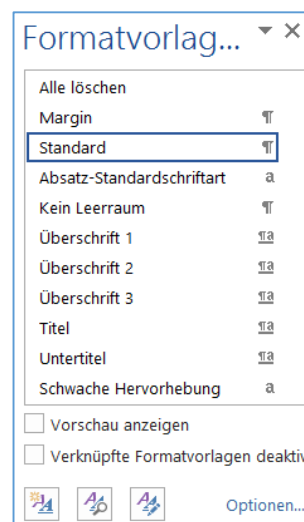 Formatvorlag...
Alle löschen
Margin ¶
Standard ¶
Absatz-Standardschriftart a
Kein Leerraum ¶
Überschrift 1 ¶a
Überschrift 2 ¶a
Überschrift 3 ¶a
Titel ¶a
Untertitel ¶a
Schwache Hervorhebung a
Vorschau anzeigen
Verknüpfte Formatvorlagen deaktiv
Optionen...